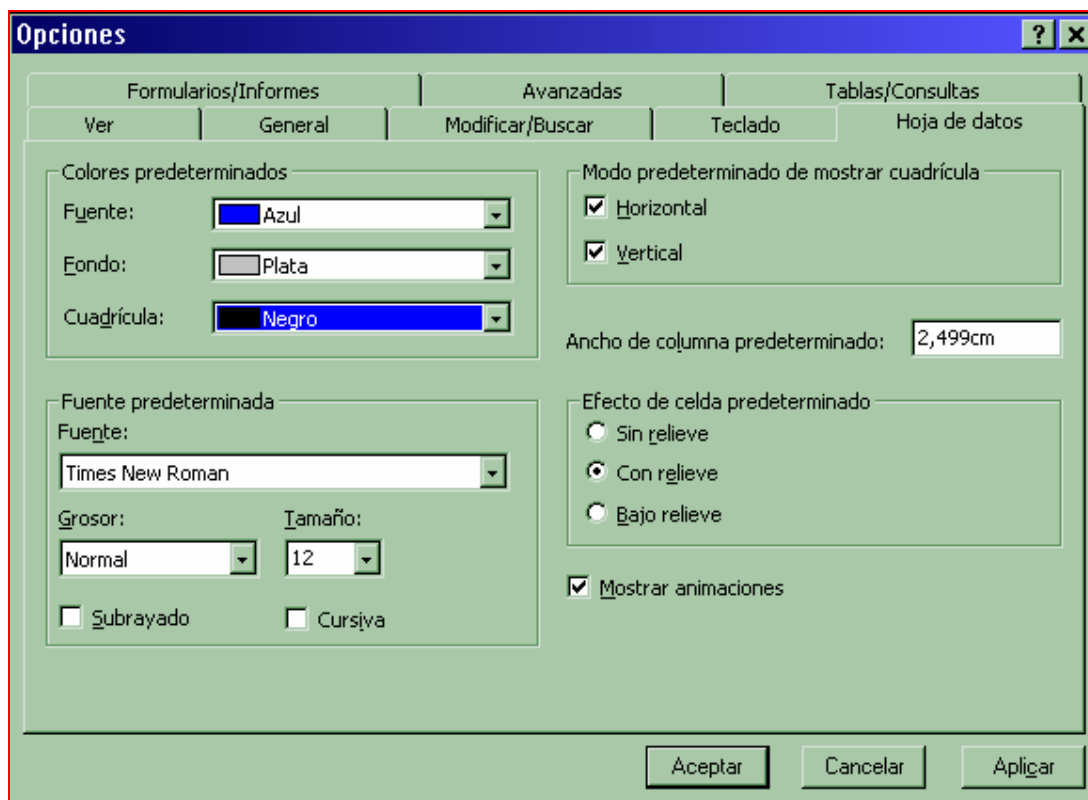 Opciones
Formularios/Informes Avanzadas Tablas/Consultas
Ver General Modificar/Buscar Teclado Hoja de datos
Colores predeterminados
Fuente: Azul
Fondo: Plata
Cuadrícula: Negro
Modo predeterminado de mostrar cuadrícula
Horizontal
Vertical
Ancho de columna predeterminado: 2,499cm
Fuente predeterminada
Fuente:
Times New Roman
Grosor: Tamaño:
Normal 12
Subrayado Cursiva
Efecto de celda predeterminado
Sin relieve
Con relieve
Bajo relieve
Mostrar animaciones
Aceptar Cancelar Aplicar